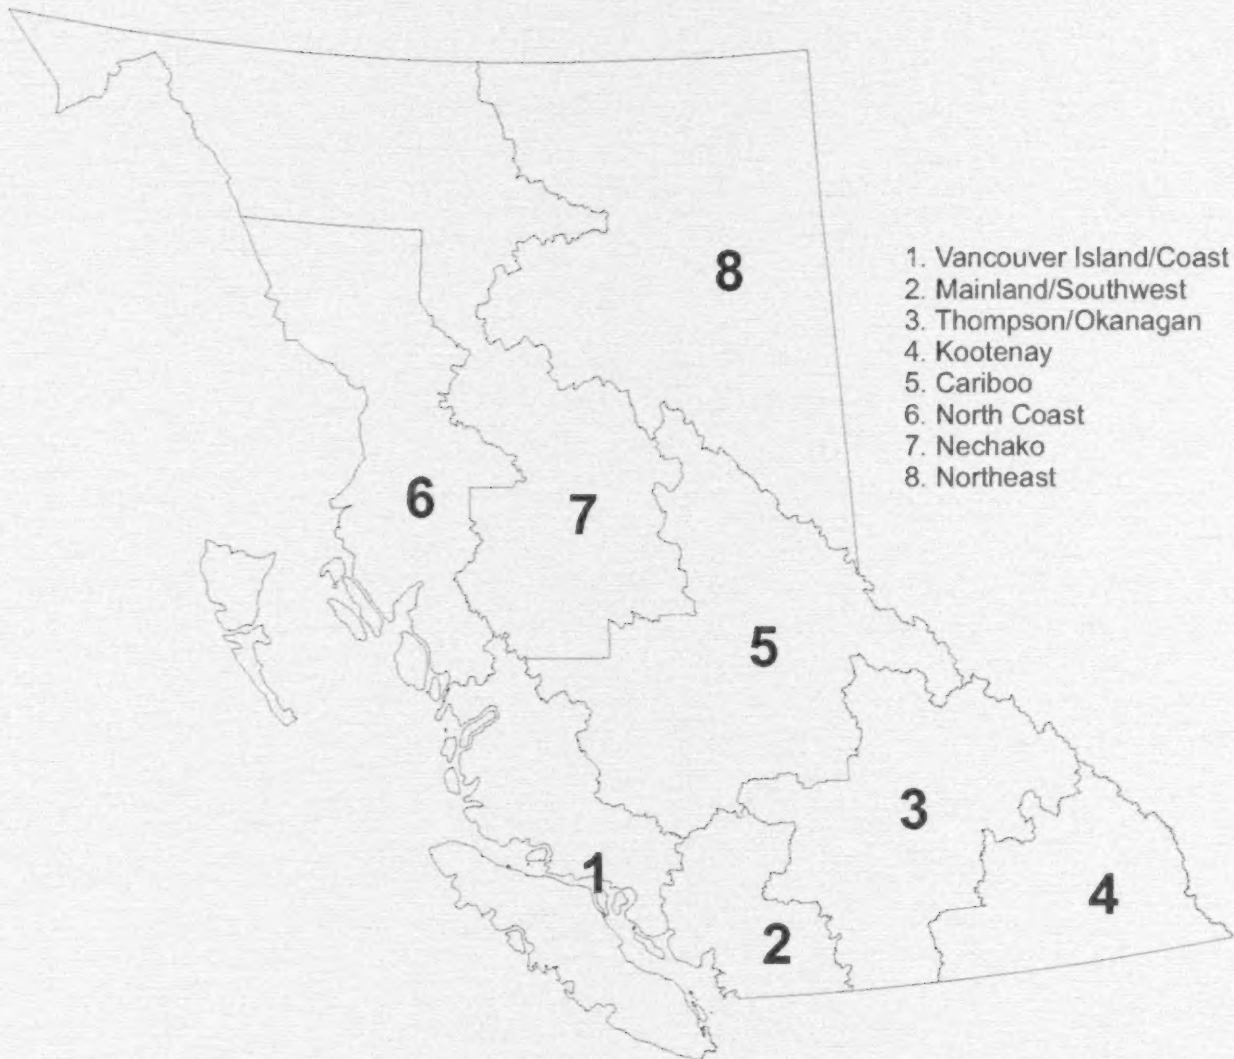 8
1. Vancouver Island/Coast
2. Mainland/Southwest
3. Thompson/Okanagan
4. Kootenay
5. Cariboo
6. North Coast
7. Nechako
8. Northeast
6
7
5
3
1
4
2